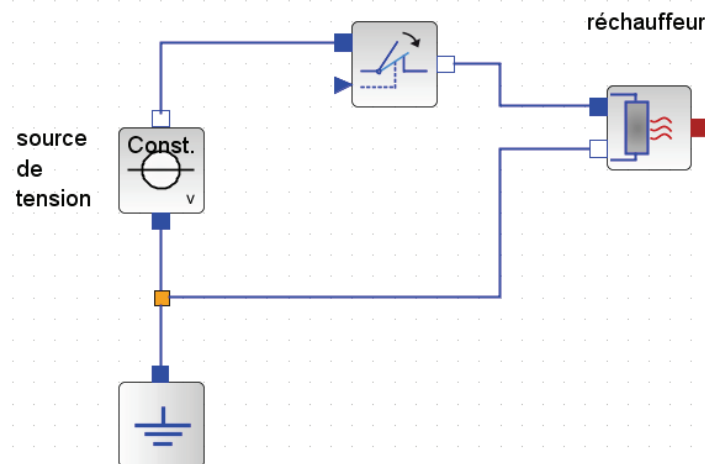 réchauffeur
source
de
tension
Const.
v